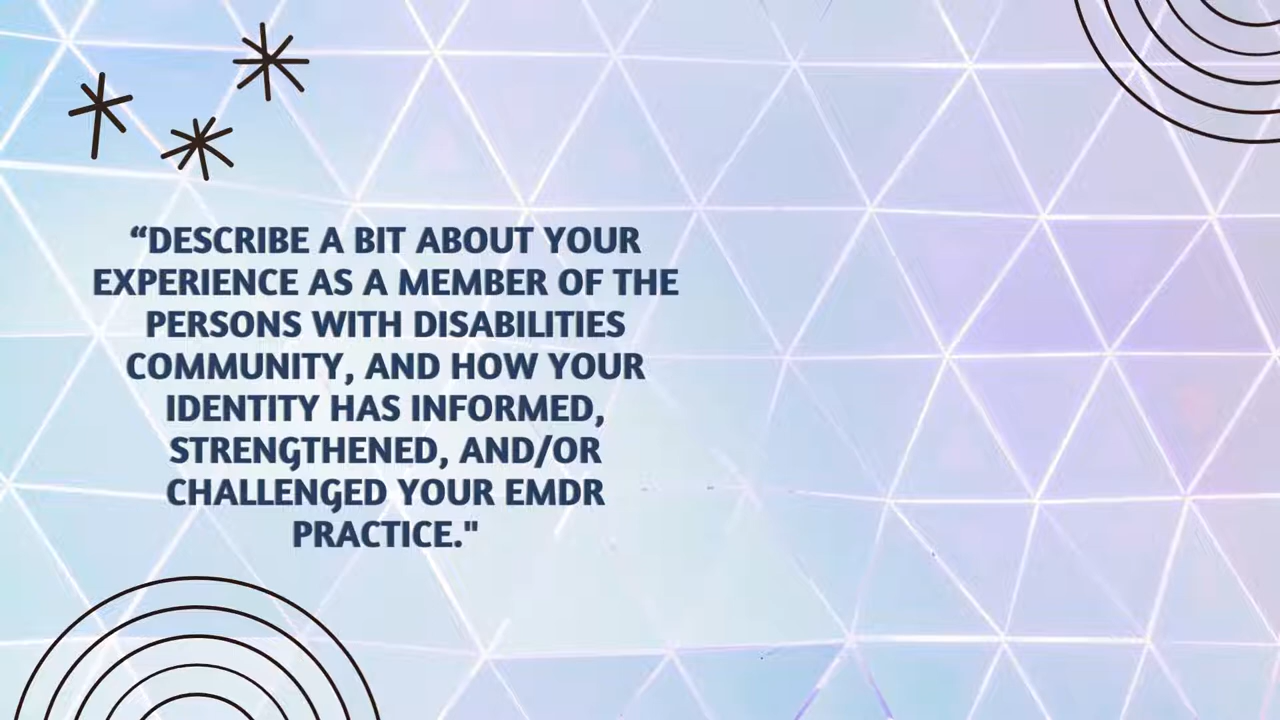 “DESCRIBE A BIT ABOUT YOUR
EXPERIENCE AS A MEMBER OF THE
PERSONS WITH DISABILITIES
COMMUNITY, AND HOW YOUR
IDENTITY HAS INFORMED,
STRENGTHENED, AND/OR
CHALLENGED YOUR EMDR
PRACTICE."